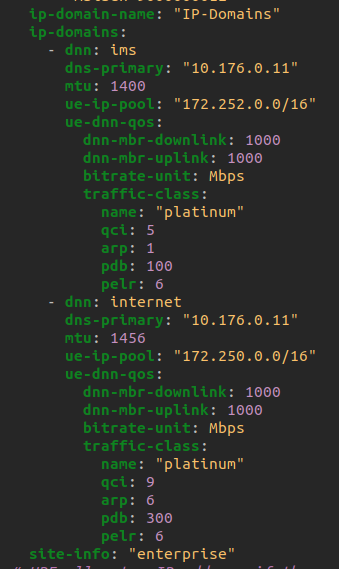 ip-domain-name: "IP-Domains"
ip-domains:
- dnn: ims
dns-primary: "10.176.0.11"
mtu: 1400
ue-ip-pool: "172.252.0.0/16"
ue-dnn-qos:
dnn-mbr-downlink: 1000
dnn-mbr-uplink: 1000
bitrate-unit: Mbps
traffic-class:
name: "platinum"
qci: 5
arp: 1
pdb: 100
pelr: 6
- dnn: internet
dns-primary: "10.176.0.11"
mtu: 1456
ue-ip-pool: "172.250.0.0/16"
ue-dnn-qos:
dnn-mbr-downlink: 1000
dnn-mbr-uplink: 1000
bitrate-unit: Mbps
traffic-class:
name: "platinum"
qci: 9
arp: 6
pdb: 300
pelr: 6
site-info: "enterprise"